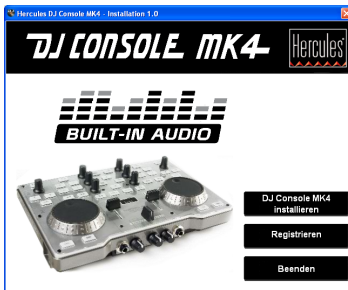 Hercules DJ Console MK4 - Installation 1.0
DJ CONSOLE MK4
Hercules
BUILT-IN AUDIO
DJ Console MK4
installieren
Registrieren
Beenden